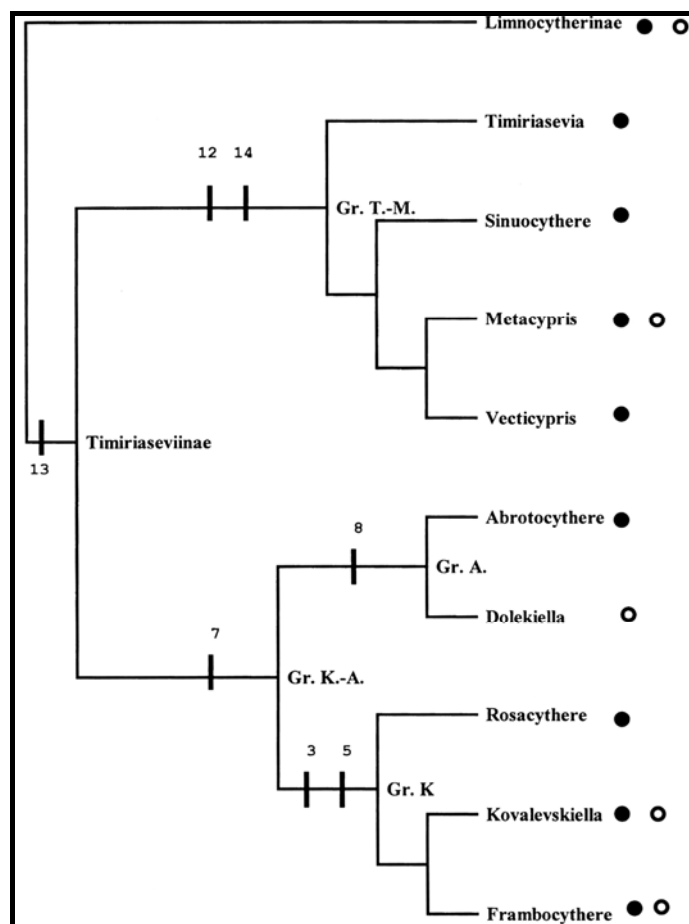 Limnocytherinae
Timiriasevia
12 14
Gr. T.-M.
Sinuocythere
Metacypris
Vecticypris
Timiriaseviinae
13
Abrotocythere
8
Gr. A.
Dolekiella
7
Gr. K.-A.
Rosacythere
3 5
Gr. K
Kovalevskiella
Frambocythere